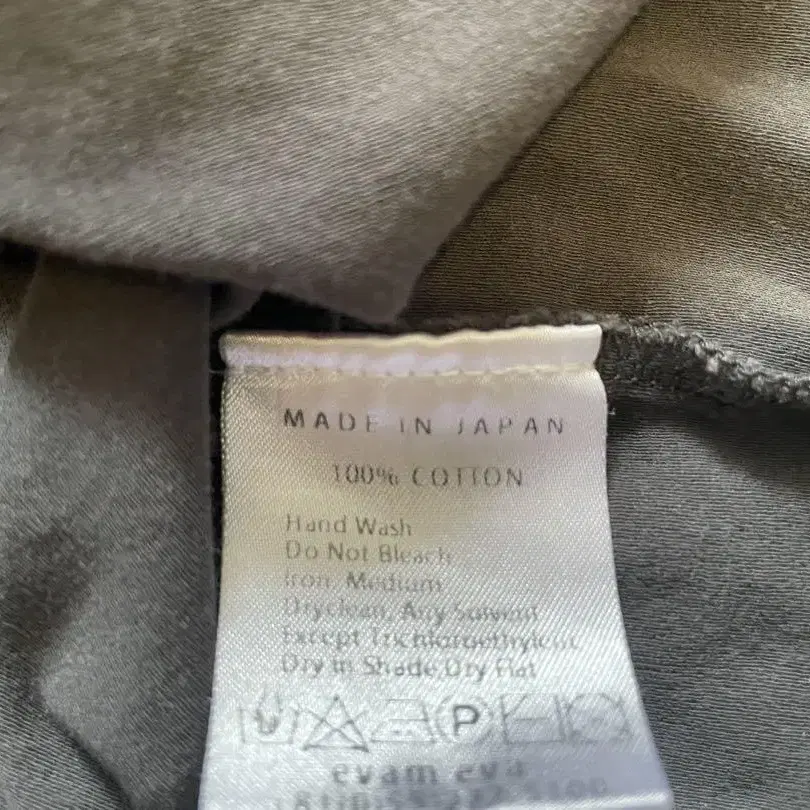 MADE IN JAPAN
100% COTTON
Hand Wash
Do Not Bleach
Iron, Medium
Dryclean, Any Solvent
Except Trichloroethylene
Dry in Shade,Dry Flat
P
evam eva